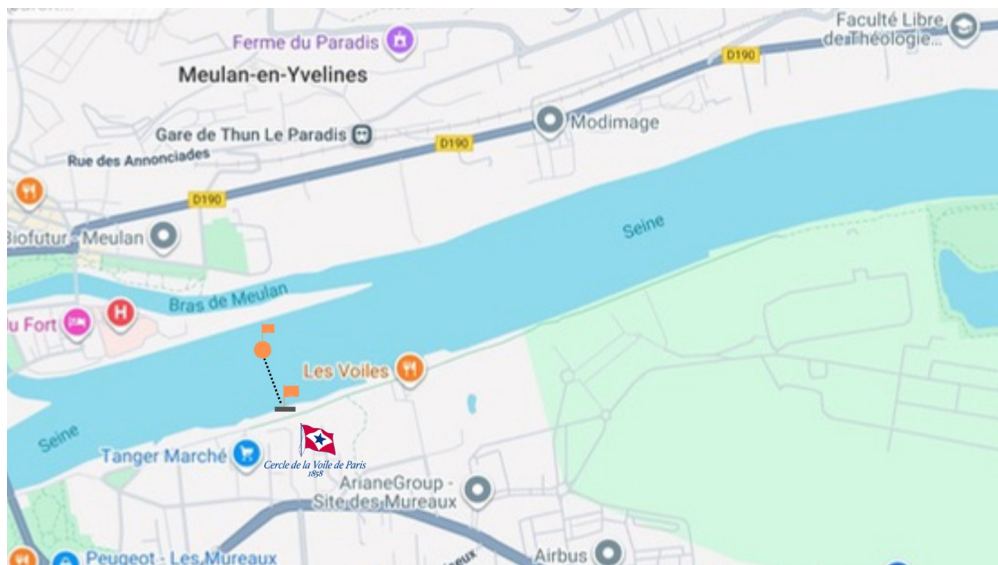 Faculté Libre
de Théologie...
Ferme du Paradis
D190
Meulan-en-Yvelines
Modimage
Gare de Thun Le Paradis
D190
Rue des Annonciades
D190
Seine
Biofutur - Meulan
Bras de Meulan
H
u Fort
Les Voiles
Seine
Tanger Marché
Cercle de la Voile de Paris
1858
ArianeGroup -
Site des Mureaux
Airbus
Peugeot - Les Mureaux